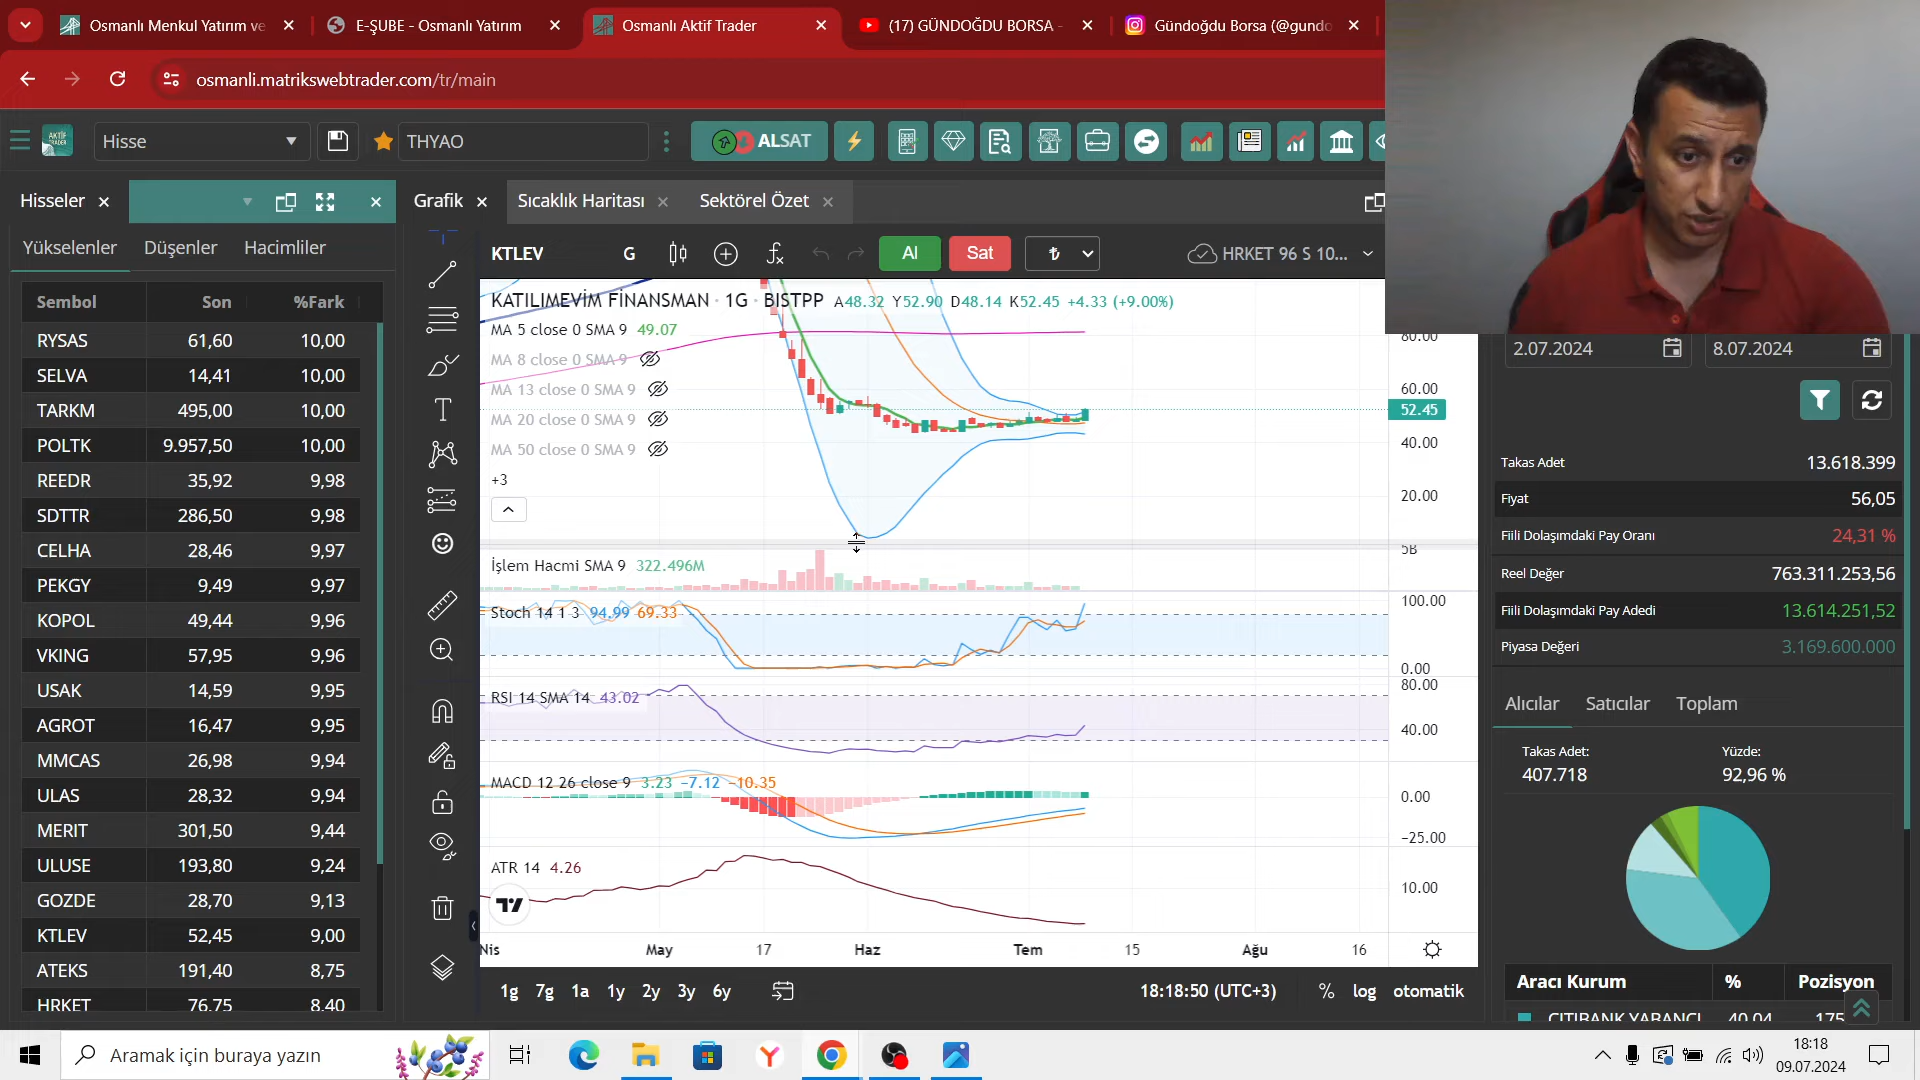 Osmanlı Menkul Yatırım ve
E-ŞUBE - Osmanlı Yatırım
Osmanlı Aktif Trader
(17) GÜNDOĞDU BORSA -
Gündoğdu Borsa (@gundo
osmanli.matrikswebtrader.com/tr/main
AKTİF TRADER
Hisse
THYAO
ALSAT
Hisseler
Grafik
Sıcaklık Haritası
Sektörel Özet
Yükselenler
Düşenler
Hacimliler
Sembol Son %Fark
RYSAS 61,60 10,00
SELVA 14,41 10,00
TARKM 495,00 10,00
POLTK 9.957,50 10,00
REEDR 35,92 9,98
SDTTR 286,50 9,98
CELHA 28,46 9,97
PEKGY 9,49 9,97
KOPOL 49,44 9,96
VKING 57,95 9,96
USAK 14,59 9,95
AGROT 16,47 9,95
MMCAS 26,98 9,94
ULAS 28,32 9,94
MERIT 301,50 9,44
ULUSE 193,80 9,24
GOZDE 28,70 9,13
KTLEV 52,45 9,00
ATEKS 191,40 8,75
HRKET 76,75 8,40
KTLEV
G
Al
Sat
₺
HRKET 96 S 10...
KATILIMEVİM FİNANSMAN · 1G · BISTPP A48.32 Y52.90 D48.14 K52.45 +4.33 (+9.00%)
MA 5 close 0 SMA 9 49.07
MA 8 close 0 SMA 9
MA 13 close 0 SMA 9
MA 20 close 0 SMA 9
MA 50 close 0 SMA 9
+3
80.00
60.00
52.45
40.00
20.00
5B
İşlem Hacmi SMA 9 322.496M
Stoch 14 1 3 94.99 69.33
100.00
0.00
RSI 14 SMA 14 43.02
80.00
40.00
MACD 12 26 close 9 3.23 −7.12 −10.35
0.00
−25.00
ATR 14 4.26
10.00
Nis May 17 Haz Tem 15 Ağu 16
1g 7g 1a 1y 2y 3y 6y
18:18:50 (UTC+3)
% log otomatik
2.07.2024
8.07.2024
Takas Adet 13.618.399
Fiyat 56,05
Fiili Dolaşımdaki Pay Oranı 24,31 %
Reel Değer 763.311.253,56
Fiili Dolaşımdaki Pay Adedi 13.614.251,52
Piyasa Değeri 3.169.600.000
Alıcılar
Satıcılar
Toplam
Takas Adet: Yüzde:
407.718 92,96 %
Aracı Kurum % Pozisyon
CITIBANK YABANCI 40,04 175
Aramak için buraya yazın
18:18
09.07.2024